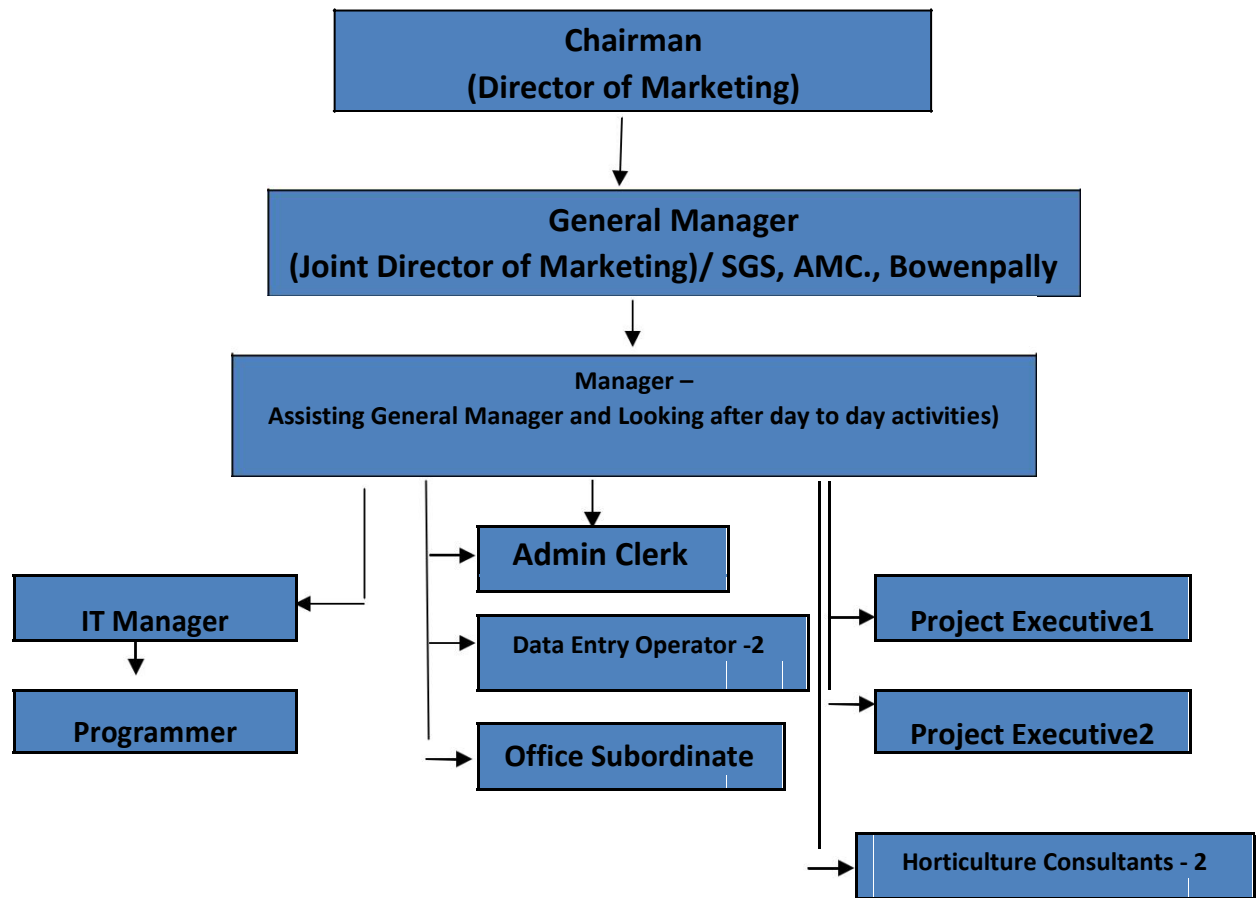 Chairman
(Director of Marketing)
General Manager
(Joint Director of Marketing)/ SGS, AMC., Bowenpally
Manager –
Assisting General Manager and Looking after day to day activities)
Admin Clerk
IT Manager
Project Executive1
Data Entry Operator -2
Programmer
Project Executive2
Office Subordinate
Horticulture Consultants - 2